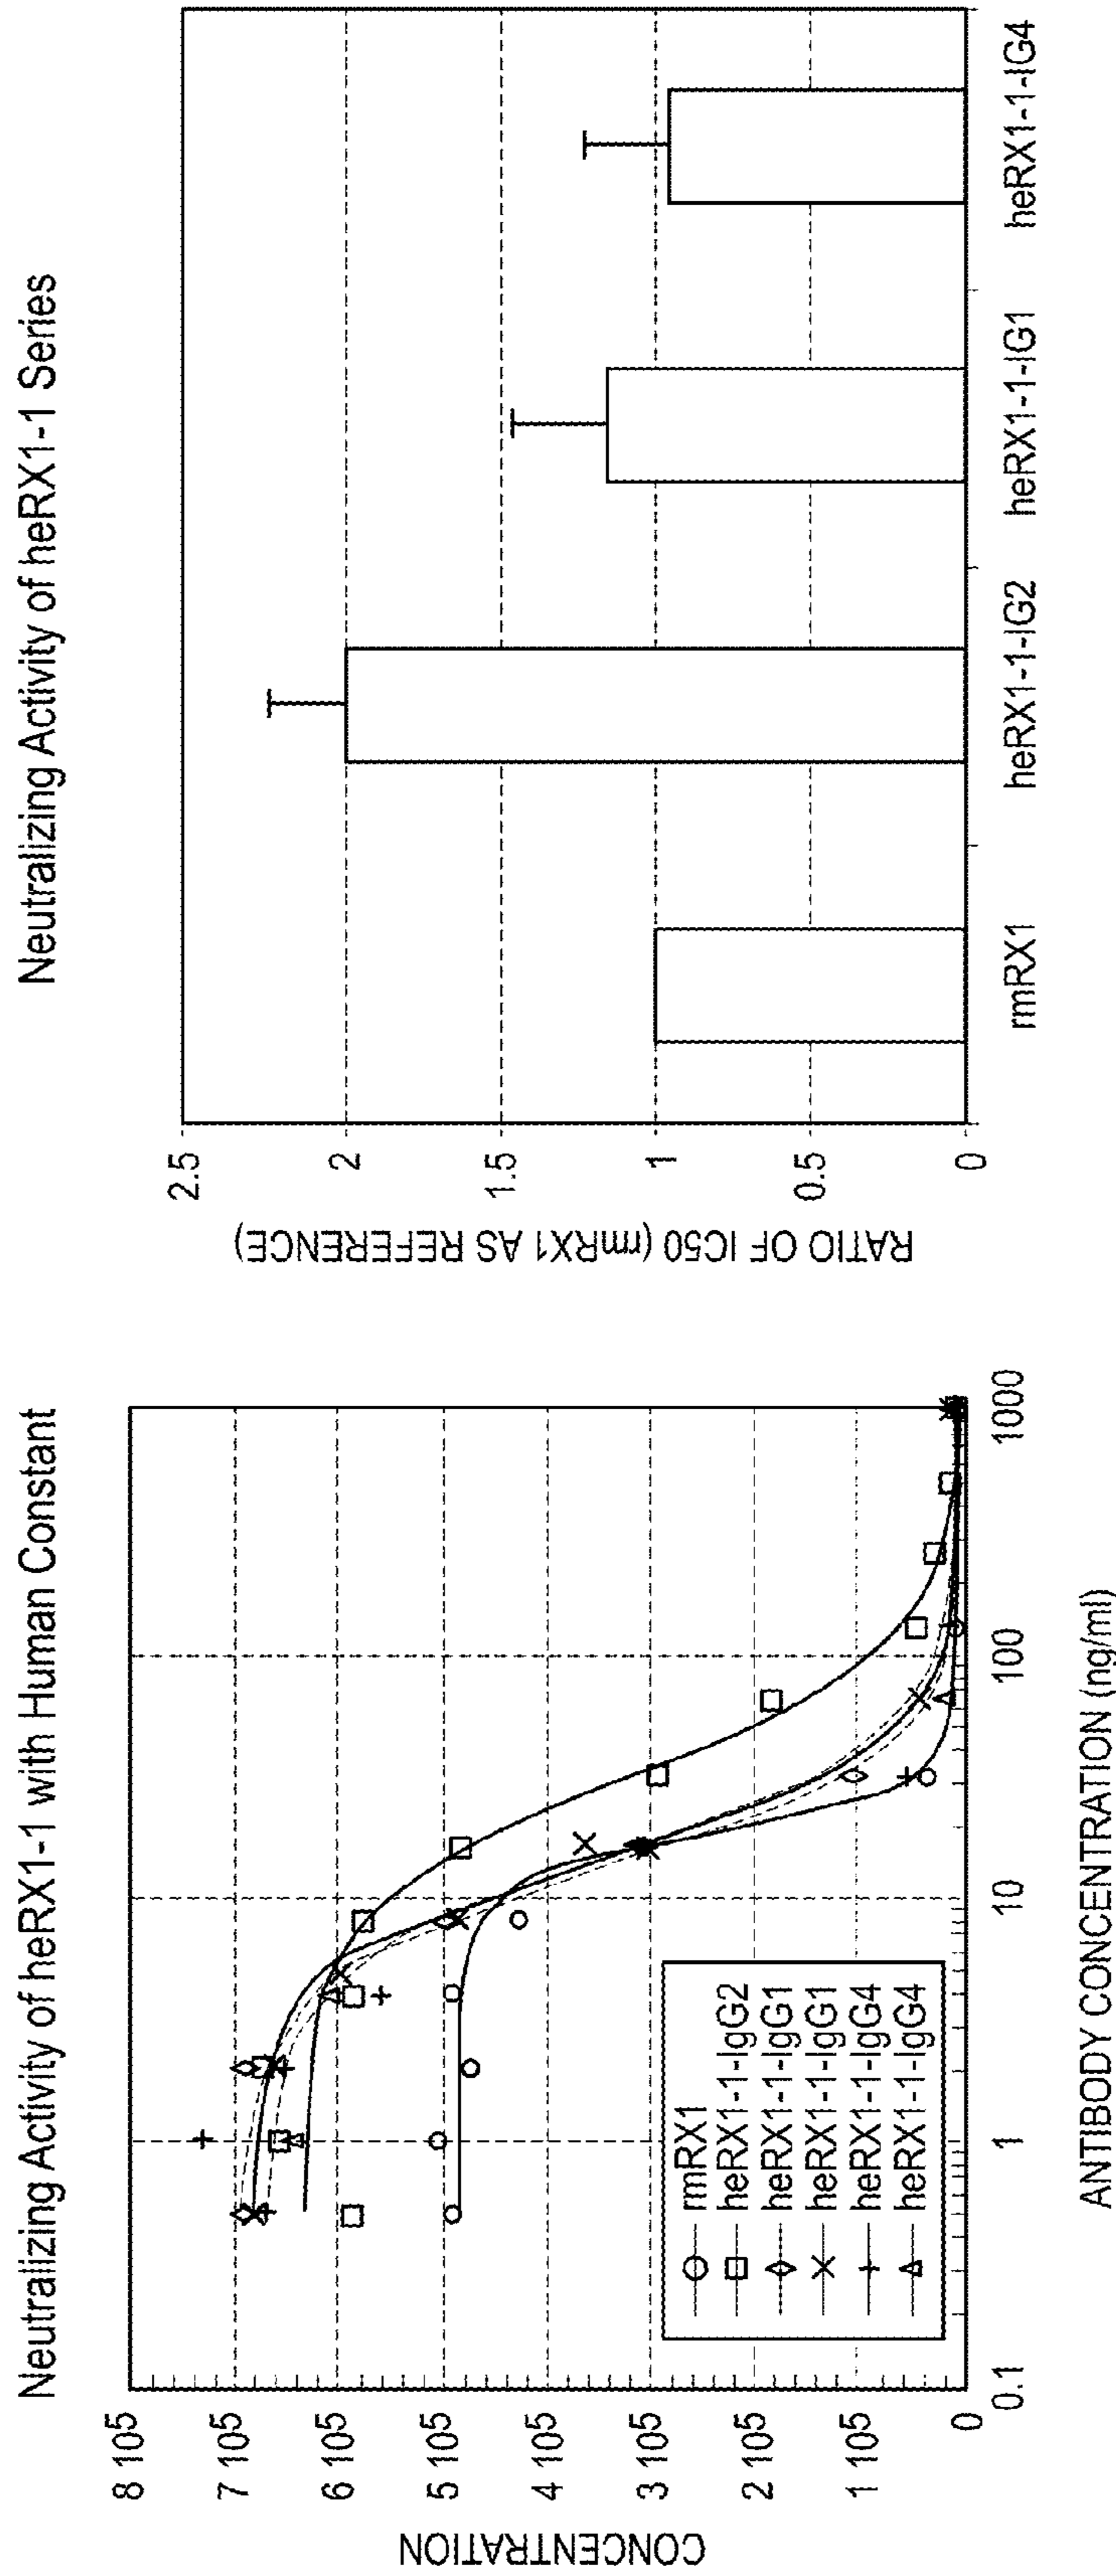 Neutralizing Activity of heRX1-1 with Human Constant
CONCENTRATION
8 105
7 105
6 105
5 105
4 105
3 105
2 105
1 105
0
0.1
1
10
100
1000
ANTIBODY CONCENTRATION (ng/ml)
rmRX1
heRX1-1-IgG2
heRX1-1-IgG1
heRX1-1-IgG1
heRX1-1-IgG4
heRX1-1-IgG4
Neutralizing Activity of heRX1-1 Series
RATIO OF IC50 (rmRX1 AS REFERENCE)
2.5
2
1.5
1
0.5
0
rmRX1
heRX1-1-IG2
heRX1-1-IG1
heRX1-1-IG4